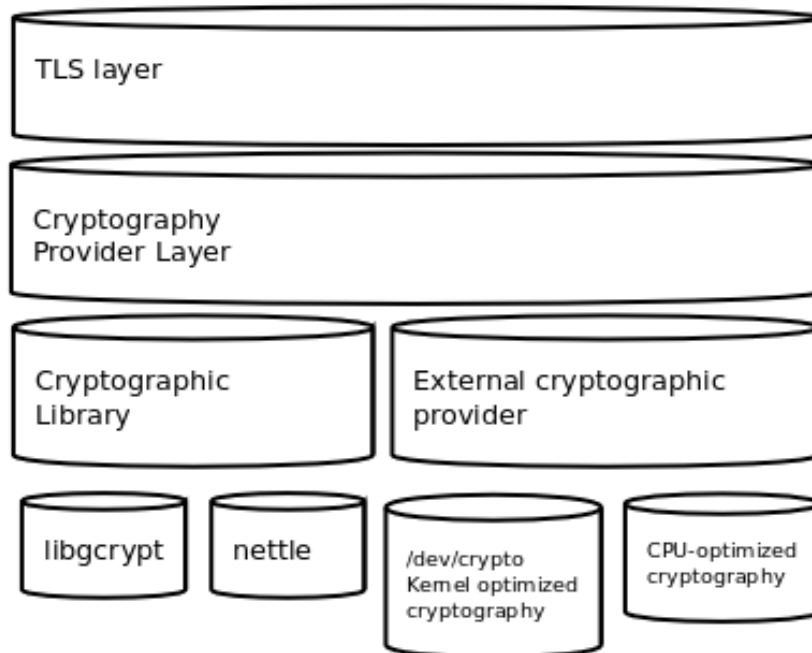 TLS layer
Cryptography
Provider Layer
Cryptographic
Library
External cryptographic
provider
libgcrypt
nettle
/dev/crypto
Kernel optimized
cryptography
CPU-optimized
cryptography